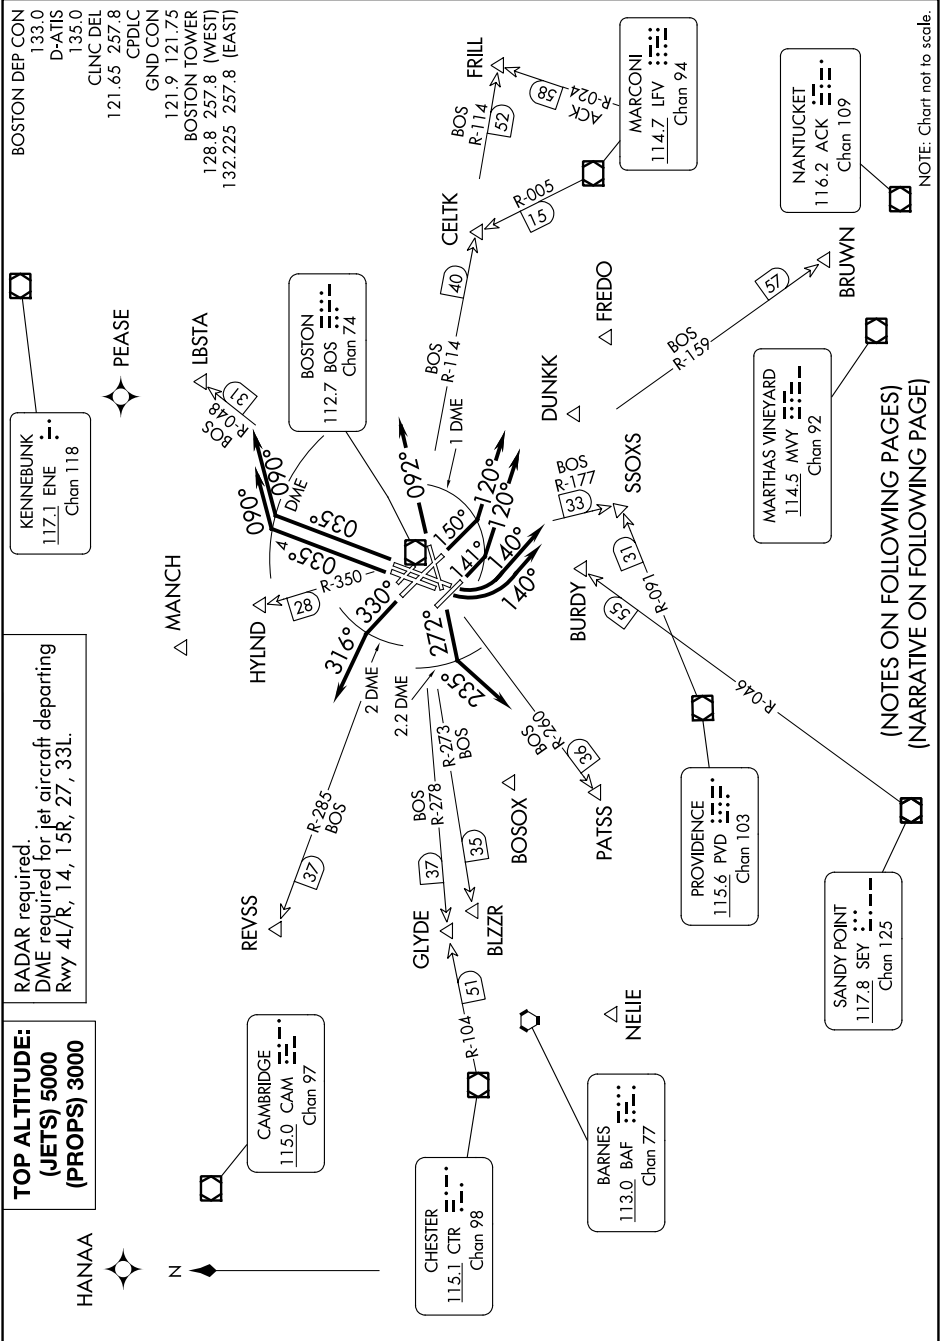 BOSTON DEP CON
133.0
D-ATIS
135.0
CLNC DEL
121.65 257.8
CPDLC
GND CON
121.9 121.75
BOSTON TOWER
128.8 257.8 (WEST)
132.225 257.8 (EAST)
TOP ALTITUDE:
(JETS) 5000
(PROPS) 3000
RADAR required.
DME required for jet aircraft departing
Rwy 4L/R, 14, 15R, 27, 33L.
HANAA
N
CAMBRIDGE
115.0 CAM
Chan 97
CHESTER
115.1 CTR
Chan 98
BARNES
113.0 BAF
Chan 77
KENNEBUNK
117.1 ENE
Chan 118
PEASE
MANCH
LBSTA
31
BOS
R-048
HYLND
28
R-350
BOSTON
112.7 BOS
Chan 74
4 DME
090°
090°
035°
035°
330°
316°
2 DME
2.2 DME
272°
235°
092°
1 DME
150°
120°
141°
120°
140°
140°
REVSS
37
R-285
BOS
GLYDE
37
BOS
R-278
BLZZR
35
R-273
BOS
R-104
51
BOSOX
PATSS
36
BOS
R-260
NELIE
CELTK
40
BOS
R-114
BOS
R-114
52
FRILL
58
ACK
R-024
R-005
15
MARCONI
114.7 LFV
Chan 94
DUNKK
FREDO
BOS
R-177
33
SSOXS
31
R-091
BURDY
55
R-046
BOS
R-159
57
BRUWN
NANTUCKET
116.2 ACK
Chan 109
MARTHAS VINEYARD
114.5 MVY
Chan 92
PROVIDENCE
115.6 PVD
Chan 103
SANDY POINT
117.8 SEY
Chan 125
(NOTES ON FOLLOWING PAGES)
(NARRATIVE ON FOLLOWING PAGE)
NOTE: Chart not to scale.